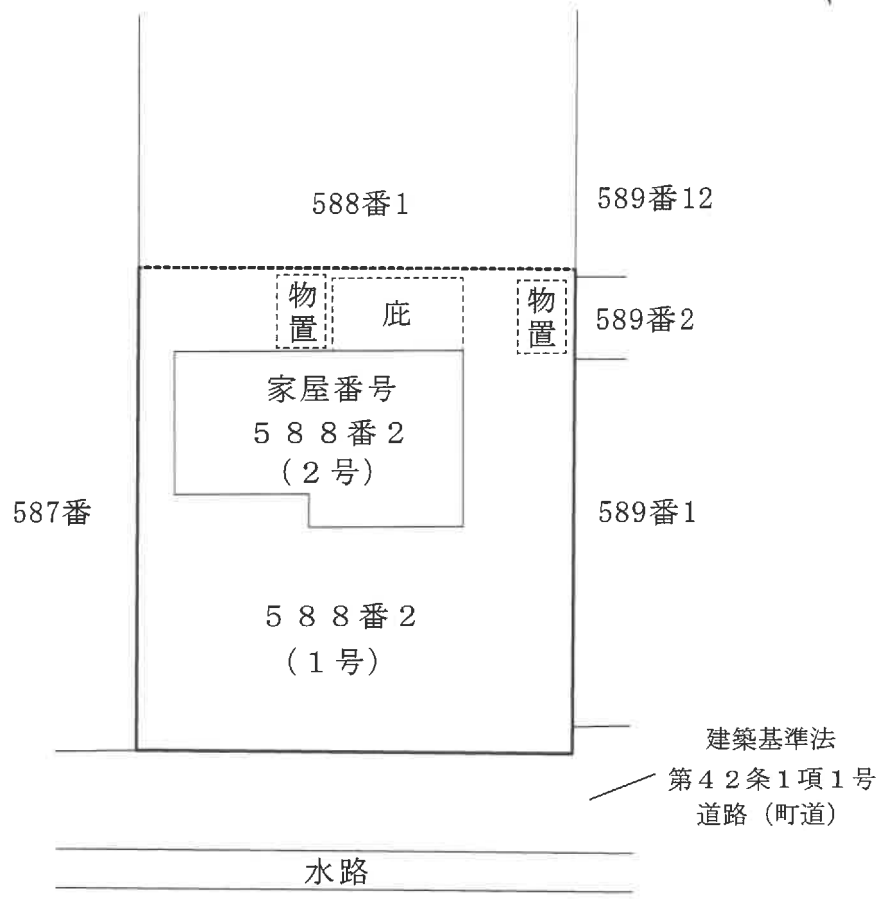 588番1
589番12
物置
庇
物置
589番2
家屋番号
５８８番２
（２号）
587番
589番1
５８８番２
（１号）
建築基準法
第４２条１項１号
道路（町道）
水路